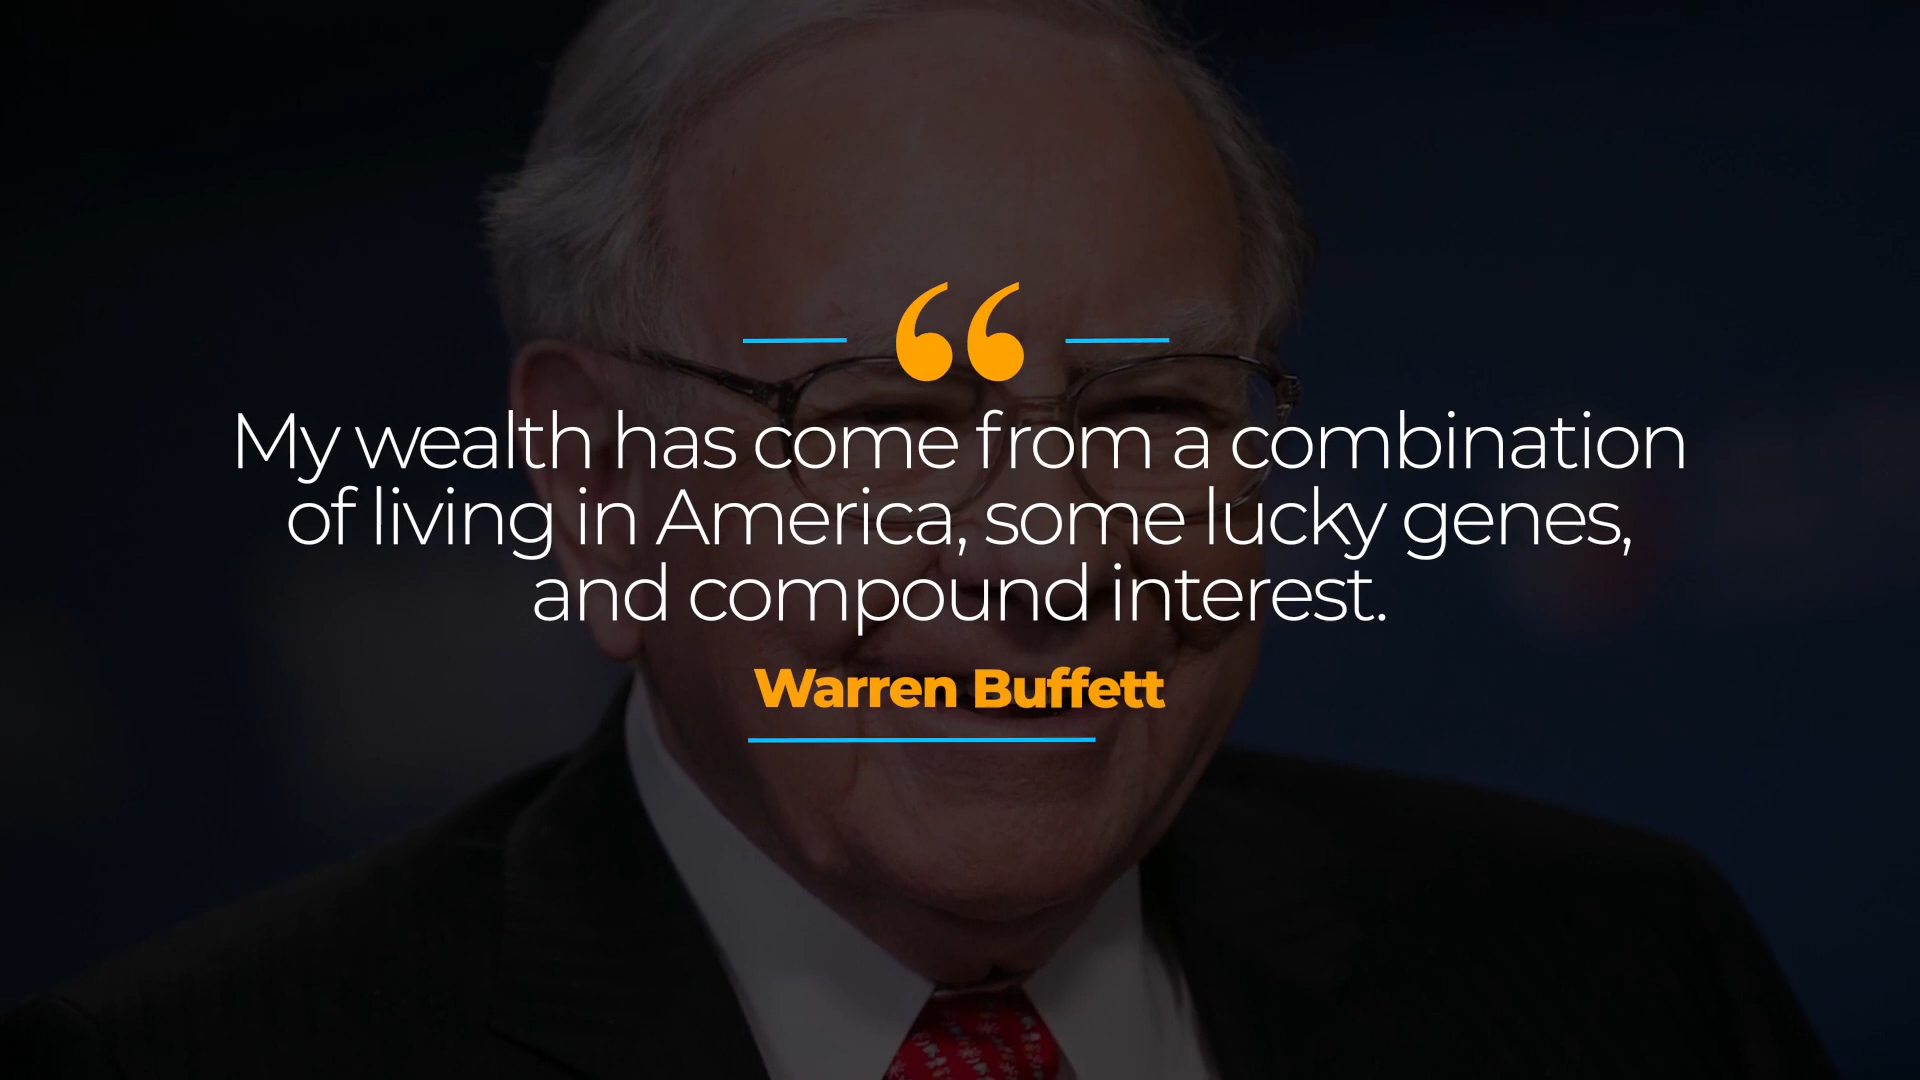 “
My wealth has come from a combination
of living in America, some lucky genes,
and compound interest.
Warren Buffett